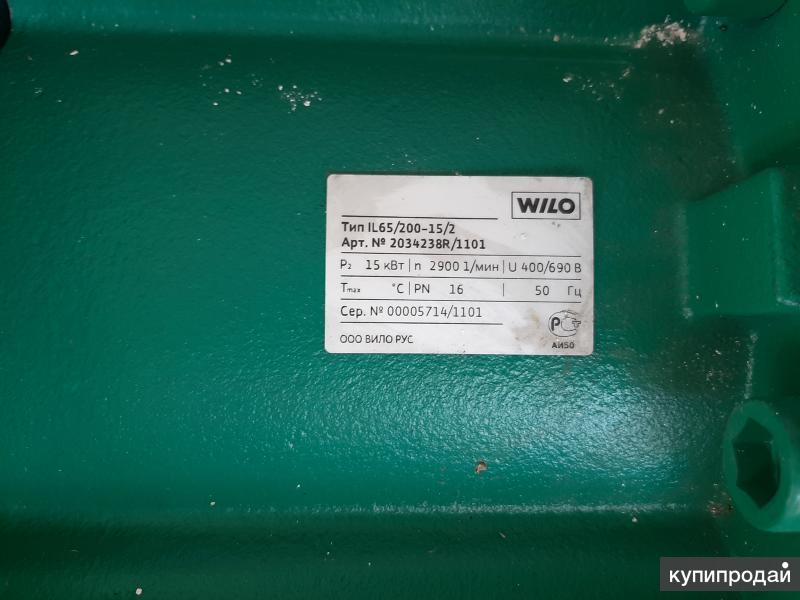 WILO
Тип IL65/200-15/2
Арт. № 2034238R/1101
P₂ 15 кВт n 2900 1/мин U 400/690 В
Tmax °C PN 16 50 Гц
Сер. № 00005714/1101
ООО ВИЛО РУС
АИ50
купипродай